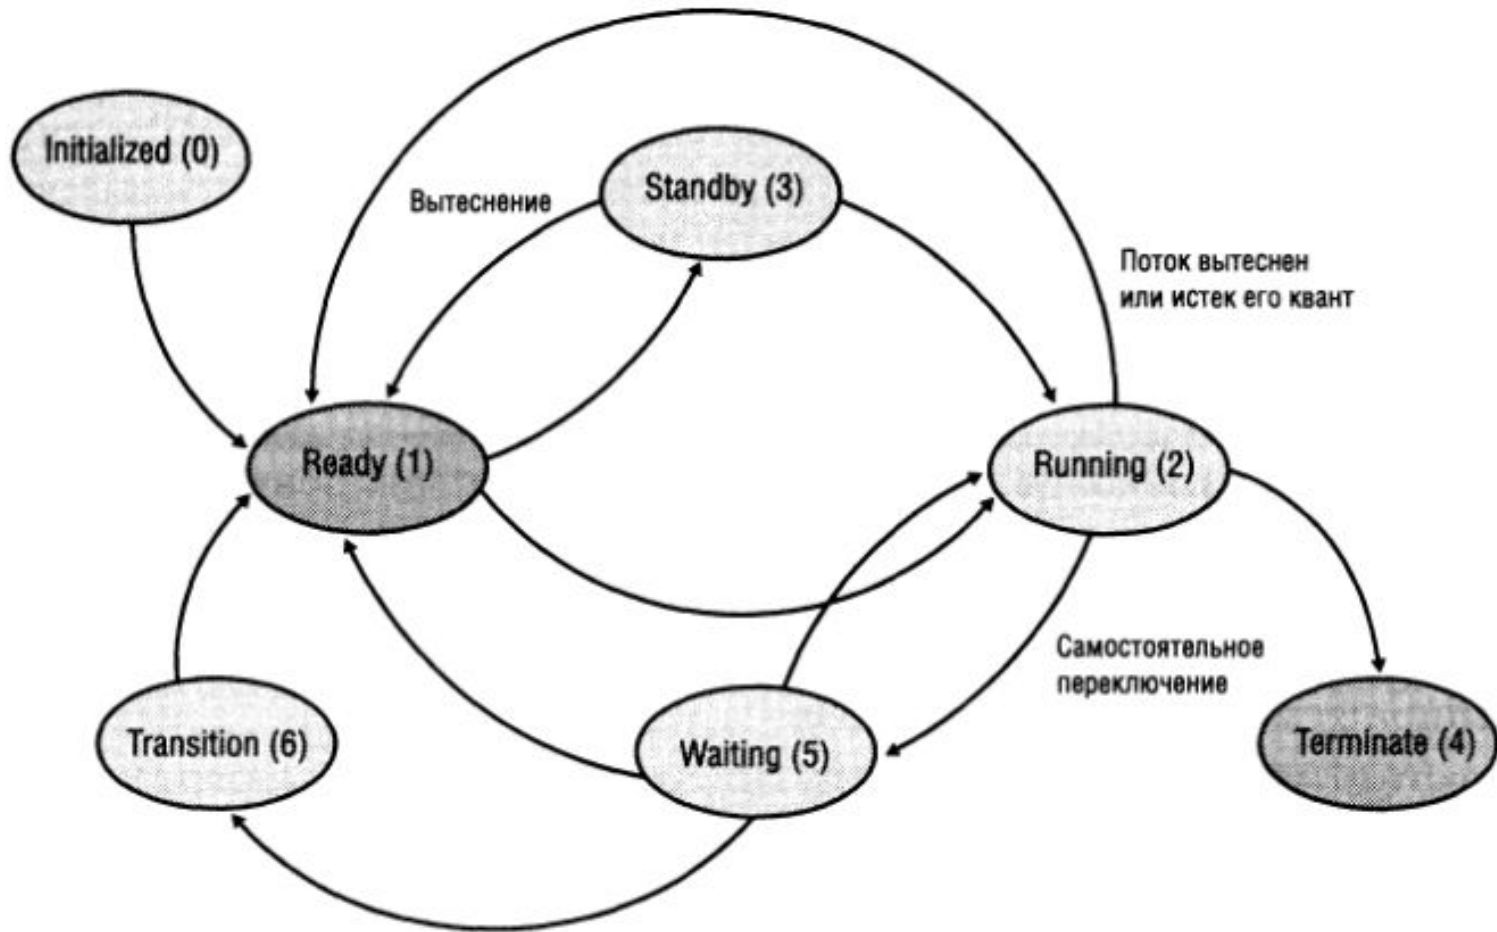 Initialized (0)
Standby (3)
Вытеснение
Поток вытеснен
или истек его квант
Ready (1)
Running (2)
Самостоятельное
переключение
Transition (6)
Waiting (5)
Terminate (4)